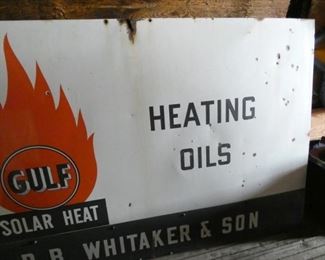 HEATING
OILS
GULF
SOLAR HEAT
B. WHITAKER & SON